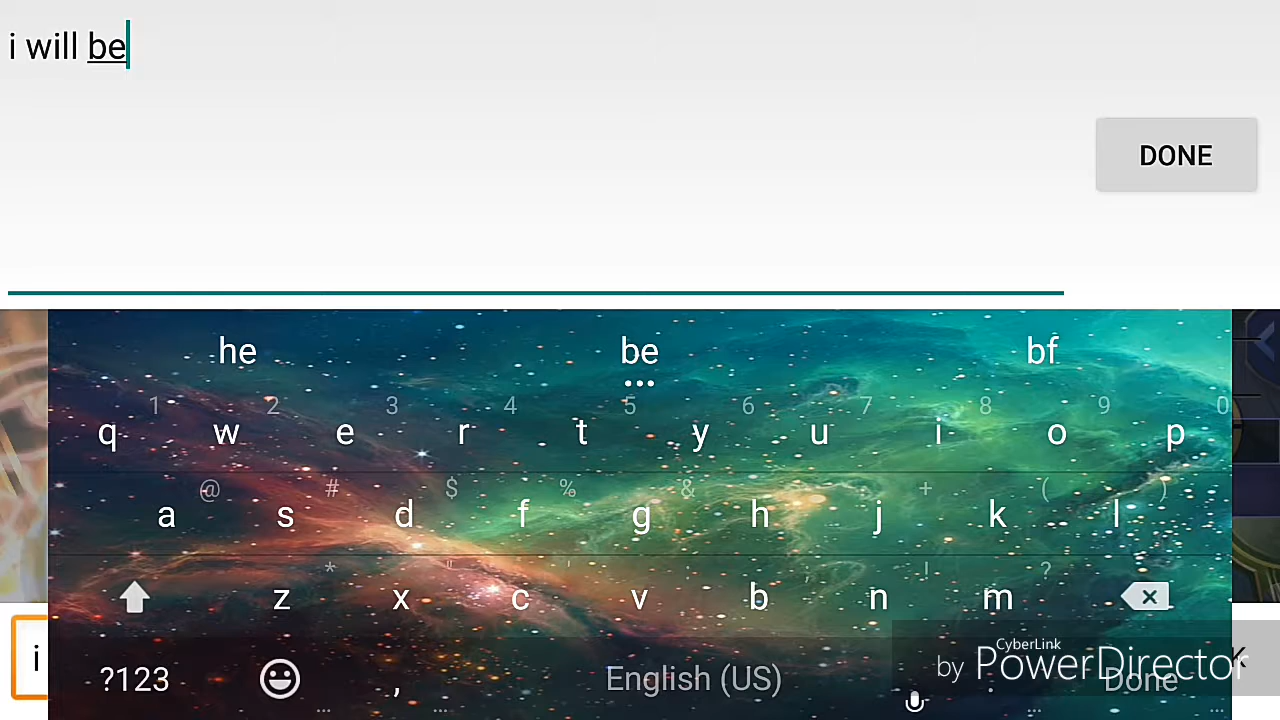 i will be
DONE
he be bf
1 2 3 4 5 6 7 8 9 0
q w e r t y u i o p
@ # $ % & + ( )
a s d f g h j k l
* " ' ! ?
z x c v b n m
i
?123 , English (US) . Done
CyberLink
by PowerDirector